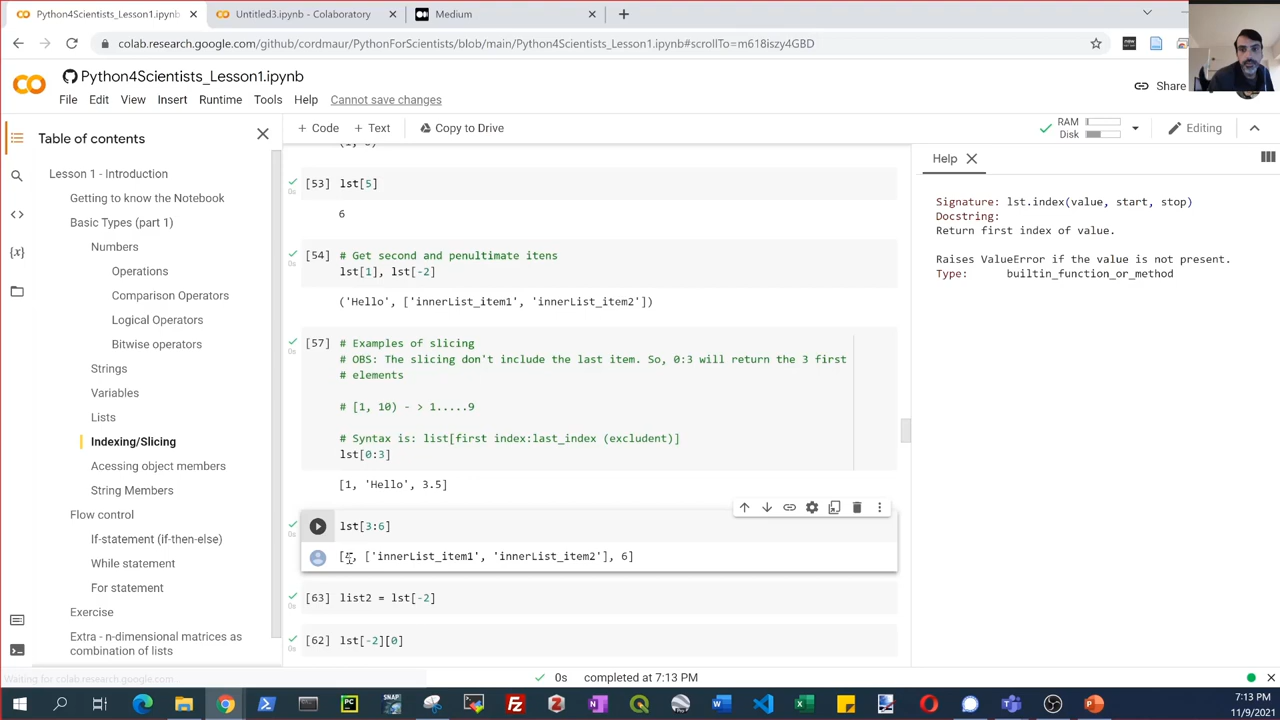 Python4Scientists_Lesson1.ipynb
Untitled3.ipynb - Colaboratory
Medium
colab.research.google.com/github/cordmaur/PythonForScientists/blob/main/Python4Scientists_Lesson1.ipynb#scrollTo=m618iszy4GBD
Python4Scientists_Lesson1.ipynb
File Edit View Insert Runtime Tools Help Cannot save changes
Share
Table of contents
+ Code + Text Copy to Drive
RAM
Disk
Editing
Lesson 1 - Introduction
Getting to know the Notebook
Basic Types (part 1)
Numbers
Operations
Comparison Operators
Logical Operators
Bitwise operators
Strings
Variables
Lists
Indexing/Slicing
Acessing object members
String Members
Flow control
If-statement (if-then-else)
While statement
For statement
Exercise
Extra - n-dimensional matrices as
combination of lists
[53] lst[5]
6
[54] # Get second and penultimate itens
lst[1], lst[-2]
('Hello', ['innerList_item1', 'innerList_item2'])
[57] # Examples of slicing
# OBS: The slicing don't include the last item. So, 0:3 will return the 3 first
# elements
# [1, 10) - > 1.....9
# Syntax is: list[first index:last_index (excludent)]
lst[0:3]
[1, 'Hello', 3.5]
lst[3:6]
['innerList_item1', 'innerList_item2'], 6]
[63] list2 = lst[-2]
[62] lst[-2][0]
Help
Signature: lst.index(value, start, stop)
Docstring:
Return first index of value.
Raises ValueError if the value is not present.
Type: builtin_function_or_method
Waiting for colab.research.google.com...
0s completed at 7:13 PM
7:13 PM
11/9/2021